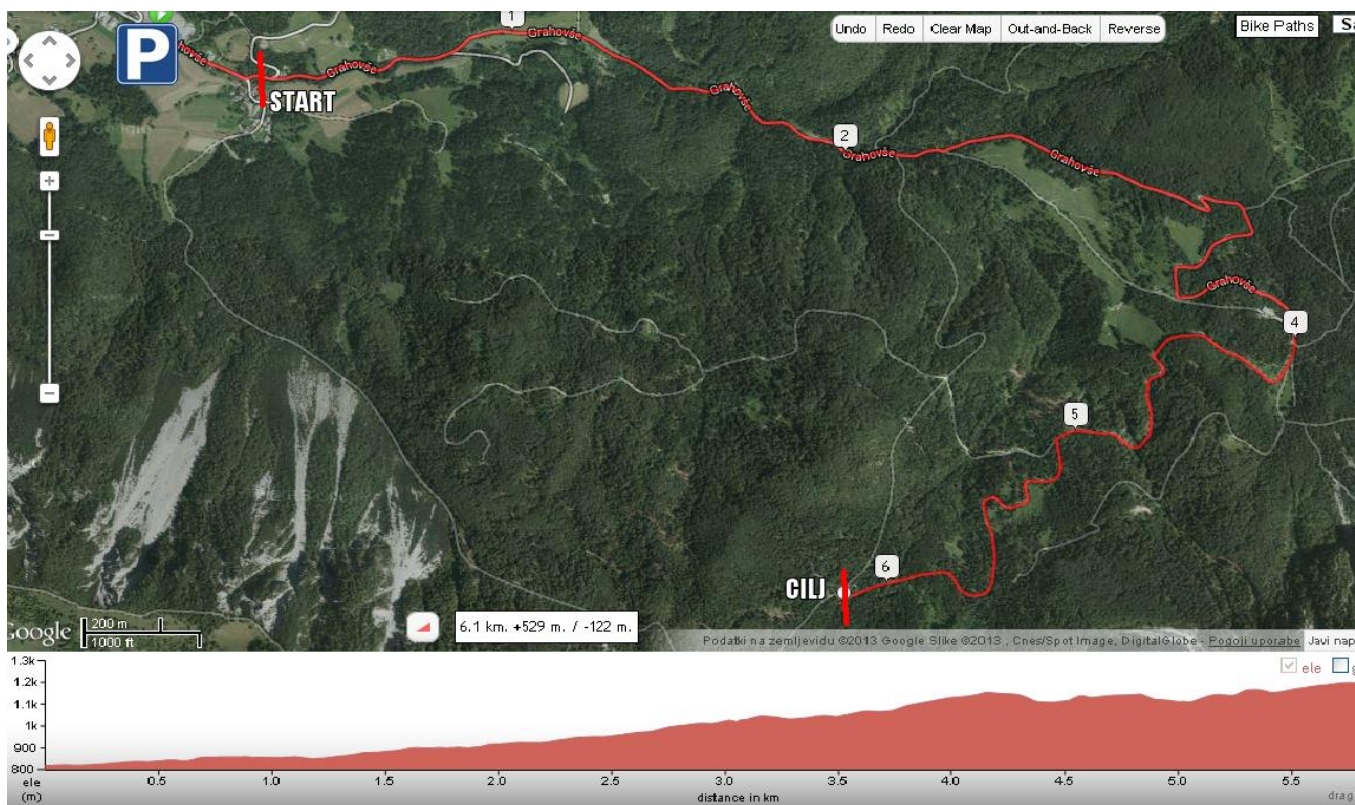 1
Undo Redo Clear Map Out-and-Back Reverse
Bike Paths
P
START
Grahovše
Grahovše
Grahovše
2
Grahovše
Grahovše
Grahovše
4
5
6
CILJ
200 m
1000 ft
6.1 km. +529 m. / -122 m.
Podatki na zemljevidu ©2013 Google Slike ©2013 , Cnes/Spot Image, DigitalGlobe - Pogoji uporabe Javi nap
Google
1.3k
ele
1.2k
1.1k
1k
900
800
0.5 1.0 1.5 2.0 2.5 3.0 3.5 4.0 4.5 5.0 5.5
ele
(m)
distance in km
drag